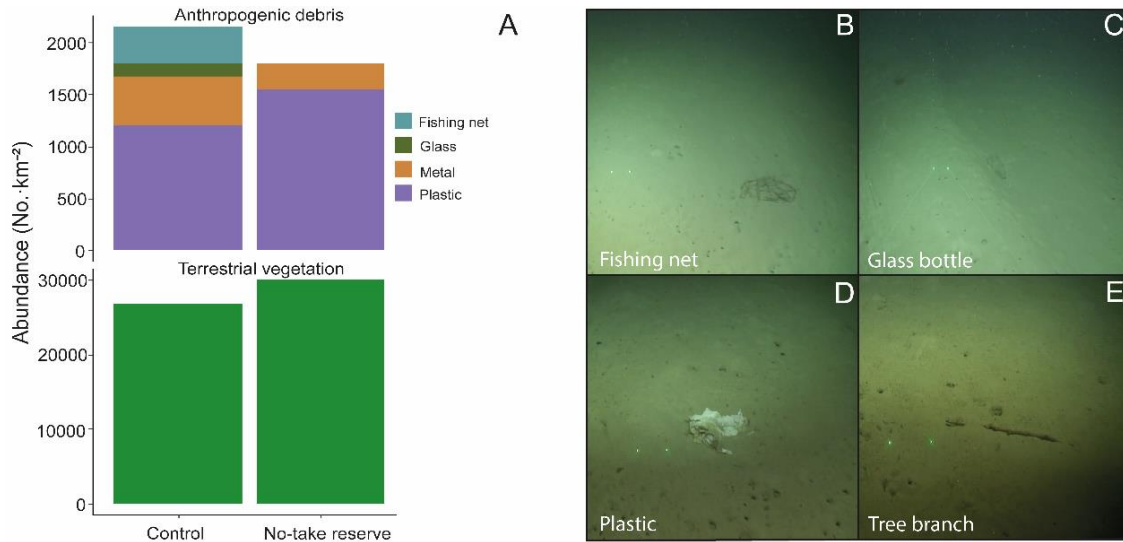 Anthropogenic debris
A
2000
1500
1000
500
0
Fishing net
Glass
Metal
Plastic
Abundance (No.·km⁻²)
Terrestrial vegetation
30000
20000
10000
0
Control
No-take reserve
B
Fishing net
C
Glass bottle
D
Plastic
E
Tree branch